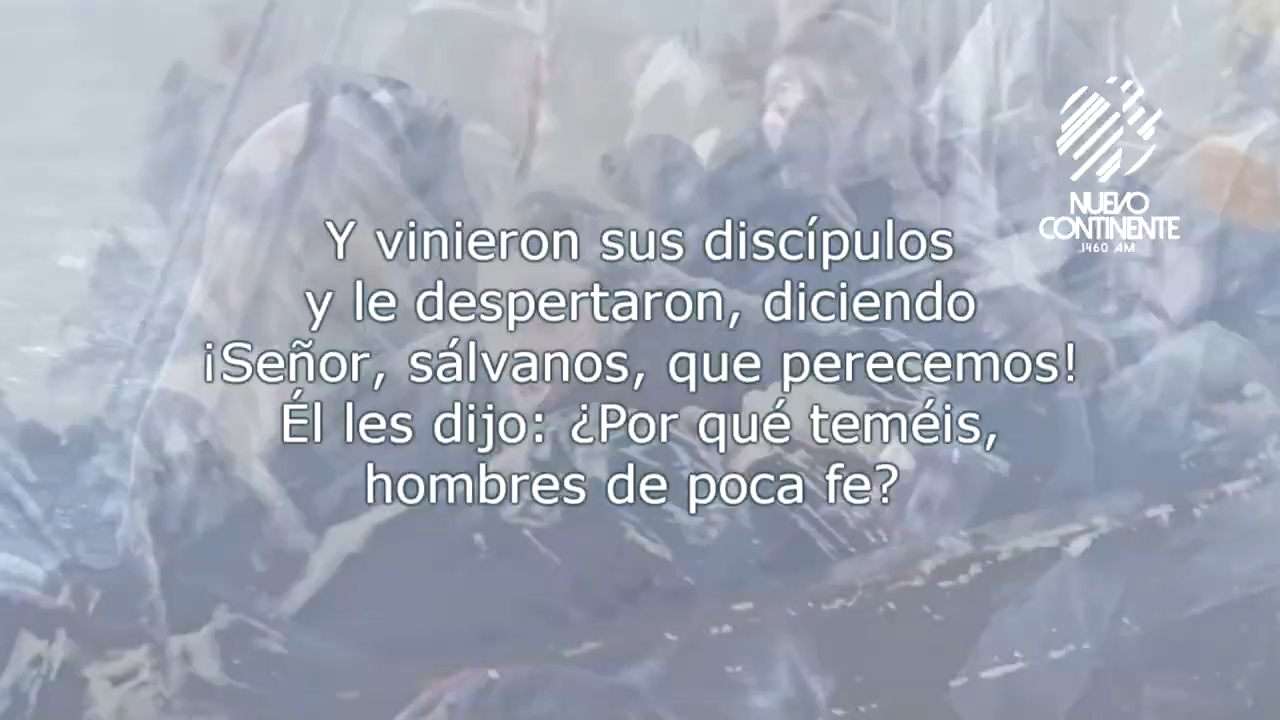 NUEVO
CONTINENTE
1460 AM
Y vinieron sus discípulos
y le despertaron, diciendo
¡Señor, sálvanos, que perecemos!
Él les dijo: ¿Por qué teméis,
hombres de poca fe?